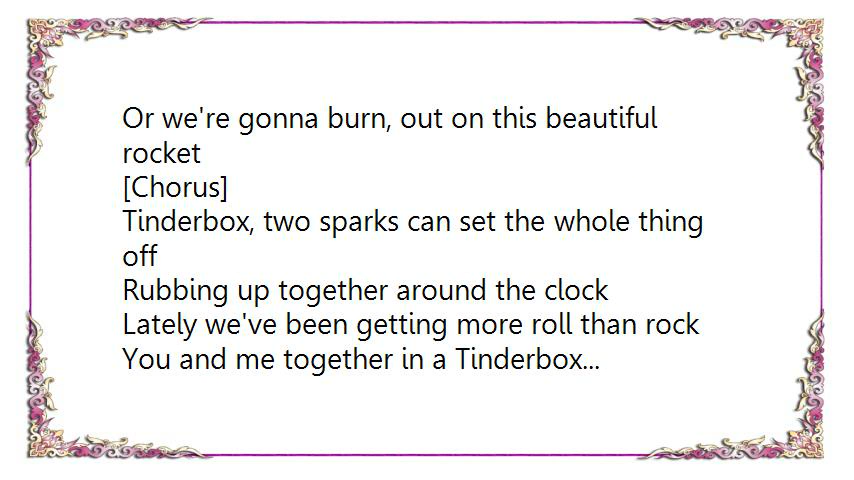 Or we're gonna burn, out on this beautiful
rocket
[Chorus]
Tinderbox, two sparks can set the whole thing
off
Rubbing up together around the clock
Lately we've been getting more roll than rock
You and me together in a Tinderbox...